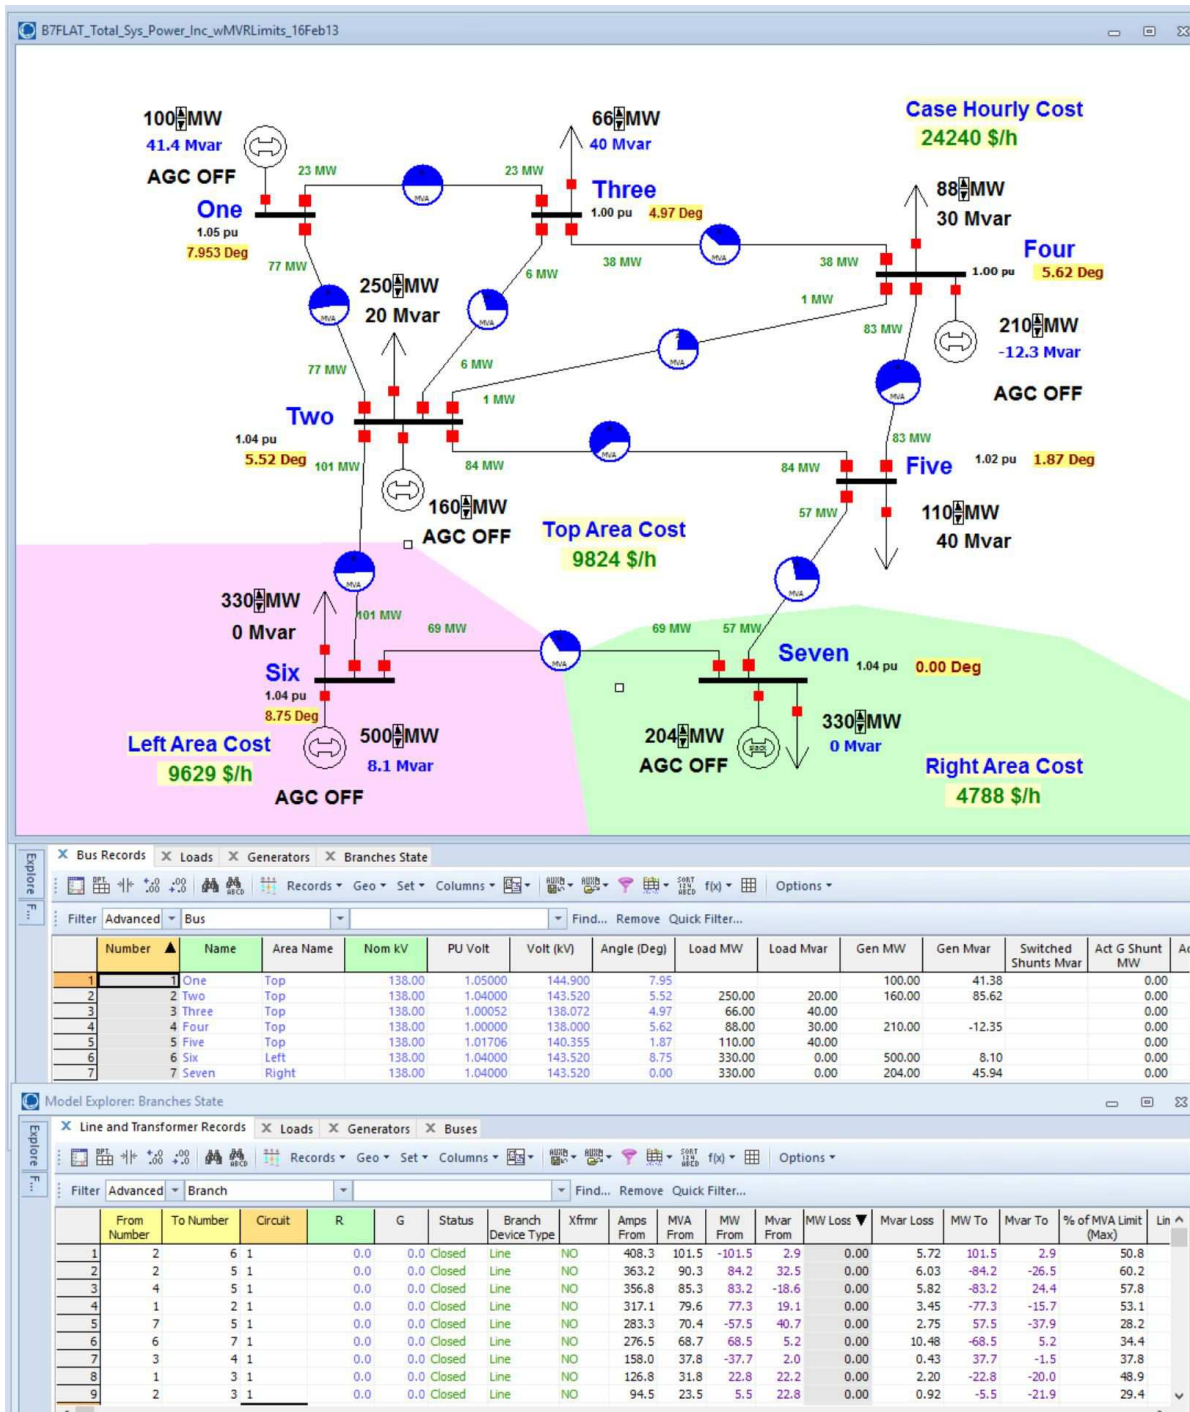 B7FLAT_Total_Sys_Power_Inc_wMVRLimits_16Feb13
100 MW
41.4 Mvar
AGC OFF
One
1.05 pu
7.953 Deg
23 MW
MVA
23 MW
66 MW
40 Mvar
Three
1.00 pu 4.97 Deg
Case Hourly Cost
24240 $/h
88 MW
30 Mvar
Four
1.00 pu 5.62 Deg
210 MW
-12.3 Mvar
AGC OFF
38 MW
MVA
38 MW
77 MW
MVA
77 MW
6 MW
MVA
6 MW
1 MW
MVA
1 MW
83 MW
MVA
83 MW
250 MW
20 Mvar
Two
1.04 pu
5.52 Deg
160 MW
AGC OFF
84 MW
MVA
84 MW
Five
1.02 pu 1.87 Deg
110 MW
40 Mvar
57 MW
MVA
57 MW
101 MW
MVA
101 MW
Top Area Cost
9824 $/h
330 MW
0 Mvar
Six
1.04 pu
8.75 Deg
500 MW
8.1 Mvar
AGC OFF
Left Area Cost
9629 $/h
69 MW
MVA
69 MW
Seven
1.04 pu 0.00 Deg
204 MW
AGC OFF
slack
330 MW
0 Mvar
Right Area Cost
4788 $/h
Explore
F...
Bus Records Loads Generators Branches State
Records Geo Set Columns f(x) Options
Filter Advanced Bus Find... Remove Quick Filter...
Number Name Area Name Nom kV PU Volt Volt (kV) Angle (Deg) Load MW Load Mvar Gen MW Gen Mvar Switched Shunts Mvar Act G Shunt MW
1 1 One Top 138.00 1.05000 144.900 7.95 100.00 41.38 0.00
2 2 Two Top 138.00 1.04000 143.520 5.52 250.00 20.00 160.00 85.62 0.00
3 3 Three Top 138.00 1.00052 138.072 4.97 66.00 40.00 0.00
4 4 Four Top 138.00 1.00000 138.000 5.62 88.00 30.00 210.00 -12.35 0.00
5 5 Five Top 138.00 1.01706 140.355 1.87 110.00 40.00 0.00
6 6 Six Left 138.00 1.04000 143.520 8.75 330.00 0.00 500.00 8.10 0.00
7 7 Seven Right 138.00 1.04000 143.520 0.00 330.00 0.00 204.00 45.94 0.00
Model Explorer: Branches State
Explore
F...
Line and Transformer Records Loads Generators Buses
Records Geo Set Columns f(x) Options
Filter Advanced Branch Find... Remove Quick Filter...
From Number To Number Circuit R G Status Branch Device Type Xfrmr Amps From MVA From MW From Mvar From MW Loss Mvar Loss MW To Mvar To % of MVA Limit (Max)
1 2 6 1 0.0 0.0 Closed Line NO 408.3 101.5 -101.5 2.9 0.00 5.72 101.5 2.9 50.8
2 2 5 1 0.0 0.0 Closed Line NO 363.2 90.3 84.2 32.5 0.00 6.03 -84.2 -26.5 60.2
3 4 5 1 0.0 0.0 Closed Line NO 356.8 85.3 83.2 -18.6 0.00 5.82 -83.2 24.4 57.8
4 1 2 1 0.0 0.0 Closed Line NO 317.1 79.6 77.3 19.1 0.00 3.45 -77.3 -15.7 53.1
5 7 5 1 0.0 0.0 Closed Line NO 283.3 70.4 -57.5 40.7 0.00 2.75 57.5 -37.9 28.2
6 6 7 1 0.0 0.0 Closed Line NO 276.5 68.7 68.5 5.2 0.00 10.48 -68.5 5.2 34.4
7 3 4 1 0.0 0.0 Closed Line NO 158.0 37.8 -37.7 2.0 0.00 0.43 37.7 -1.5 37.8
8 1 3 1 0.0 0.0 Closed Line NO 126.8 31.8 22.8 22.2 0.00 2.20 -22.8 -20.0 48.9
9 2 3 1 0.0 0.0 Closed Line NO 94.5 23.5 5.5 22.8 0.00 0.92 -5.5 -21.9 29.4